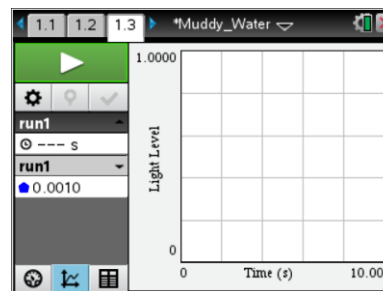 1.1 1.2 1.3 *Muddy_Water
run1
--- s
run1
0.0010
1.0000
Light Level
0
0 Time (s) 10.00